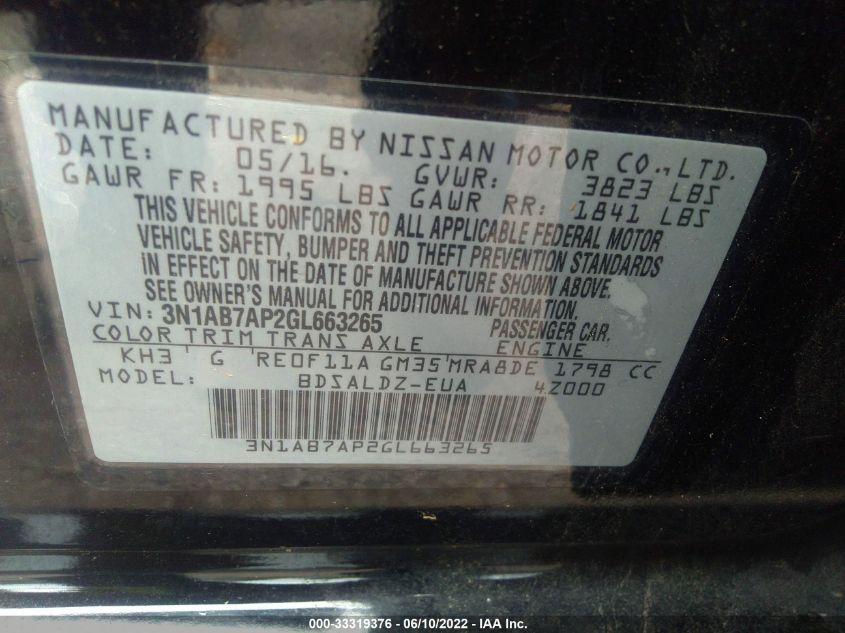 MANUFACTURED BY NISSAN MOTOR CO., LTD.
DATE: 05/16. GVWR: 3823 LBS
GAWR FR: 1995 LBS GAWR RR: 1841 LBS
THIS VEHICLE CONFORMS TO ALL APPLICABLE FEDERAL MOTOR
VEHICLE SAFETY, BUMPER AND THEFT PREVENTION STANDARDS
IN EFFECT ON THE DATE OF MANUFACTURE SHOWN ABOVE.
SEE OWNER'S MANUAL FOR ADDITIONAL INFORMATION.
VIN: 3N1AB7AP2GL663265 PASSENGER CAR.
COLOR TRIM TRANS AXLE ENGINE
KH3 G RE0F11A GM35 MRA8DE 1798 CC
MODEL: BDSALDZ-EUA 4Z000
3N1AB7AP2GL663265
000-33319376 - 06/10/2022 - IAA Inc.